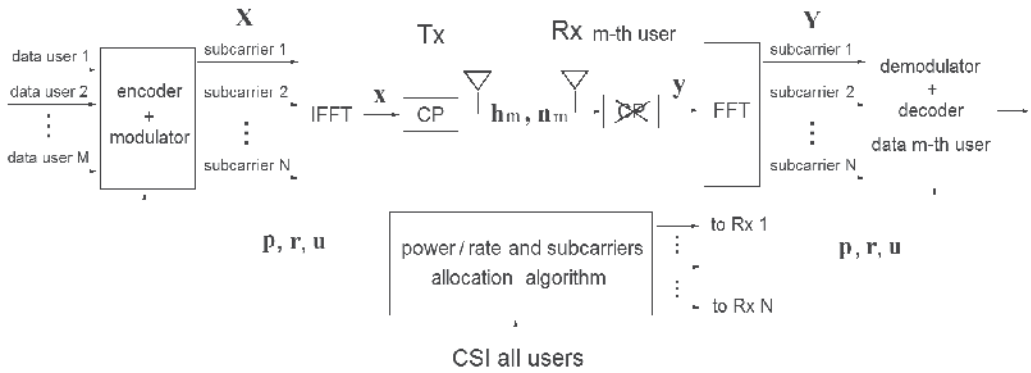 X
Y
Tx
Rx m-th user
data user 1
data user 2
data user M
encoder
+
modulator
subcarrier 1
subcarrier 2
subcarrier N
IFFT
x
CP
hm, nm
CP
y
FFT
subcarrier 1
subcarrier 2
subcarrier N
demodulator
+
decoder
data m-th user
p, r, u
power / rate and subcarriers
allocation algorithm
to Rx 1
to Rx N
p, r, u
CSI all users